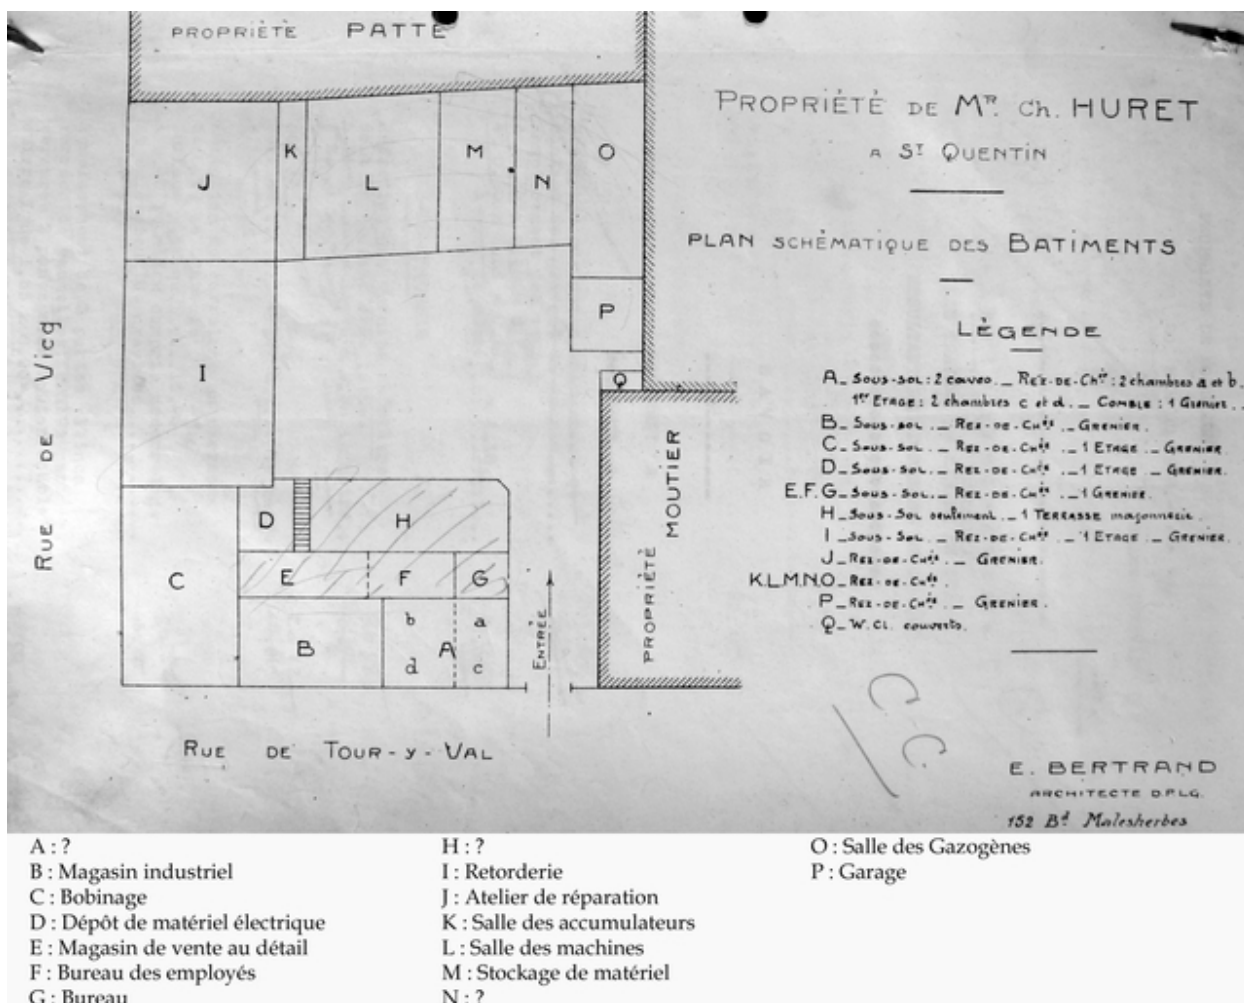 PROPRIÈTÈ PATTE
PROPRIÉTÈ DE MR. Ch. HURET
A ST QUENTIN
PLAN SCHÈMATIQUE DES BATIMENTS
LÈGENDE
A_ Sous-sol : 2 caves _ REZ-DE-Chée : 2 chambres a et b.
1er ETAGE : 2 chambres c et d. _ COMBLE : 1 Grenier.
B_ Sous-sol _ REZ-DE-Chée _ GRENIER.
C_ Sous-sol _ REZ-DE-Chée _ 1 ETAGE _ GRENIER.
D_ Sous-sol _ REZ-DE-Chée _ 1 ETAGE _ GRENIER.
E.F.G_ Sous-Sol _ REZ-DE-Chée _ 1 GRENIER.
H_ Sous-Sol seulement _ 1 TERRASSE maçonnerie
I_ Sous-Sol _ REZ-DE-Chée _ 1 ETAGE _ GRENIER.
J_ REZ-DE-Chée _ GRENIER.
K.L.M.N.O_ REZ-DE-Chée
P_ REZ-DE-Chée _ GRENIER.
Q_ W.Cl. couverts.
J
K
L
M
N
O
P
Q
I
D
H
C
E
F
G
B
b
a
A
d
c
ENTRÉE
RUE DE Vicq
PROPRIÉTÈ MOUTIER
RUE DE TOUR-Y-VAL
C.C.
E. BERTRAND
ARCHITECTE D.P.L.G.
152 Bd Malesherbes
A : ?
B : Magasin industriel
C : Bobinage
D : Dépôt de matériel électrique
E : Magasin de vente au détail
F : Bureau des employés
G : Bureau
H : ?
I : Retorderie
J : Atelier de réparation
K : Salle des accumulateurs
L : Salle des machines
M : Stockage de matériel
N : ?
O : Salle des Gazogènes
P : Garage